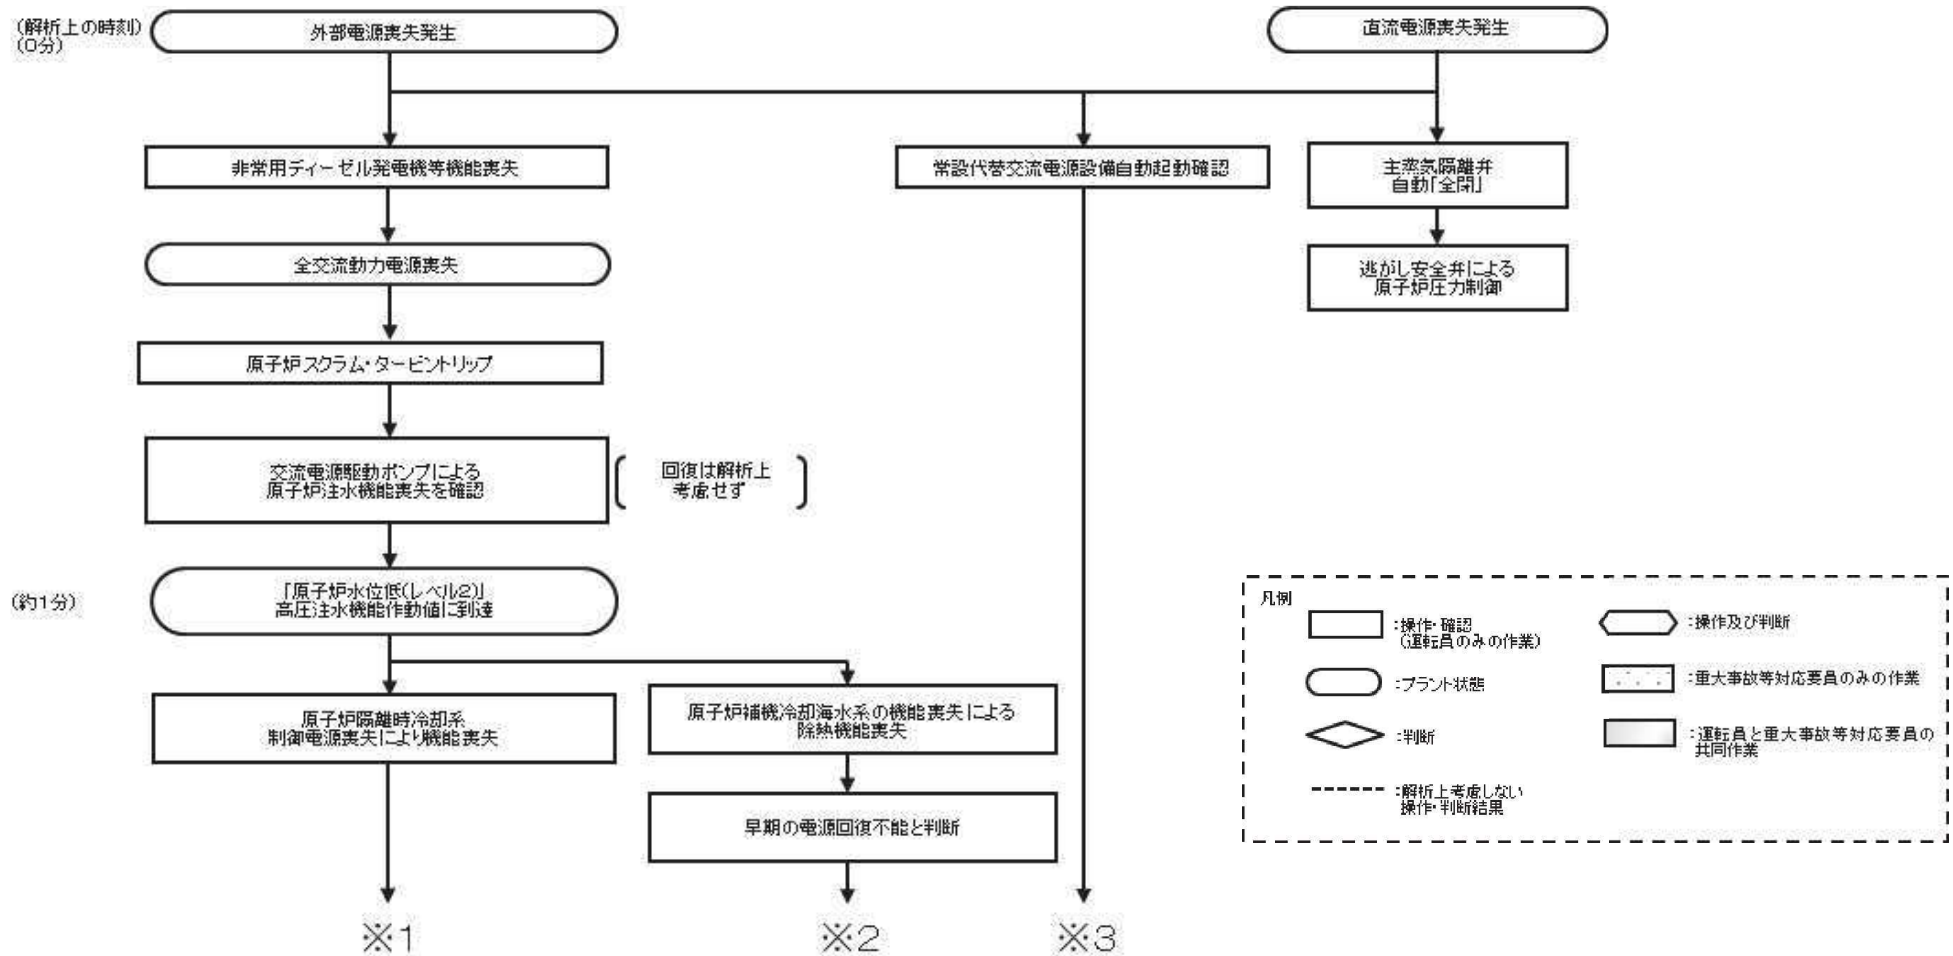 (解析上の時刻)
(0分)
外部電源喪失発生
直流電源喪失発生
非常用ディーゼル発電機等機能喪失
常設代替交流電源設備自動起動確認
主蒸気隔離弁
自動「全閉」
全交流動力電源喪失
逃がし安全弁による
原子炉圧力制御
原子炉スクラム・タービントリップ
交流電源駆動ポンプによる
原子炉注水機能喪失を確認
回復は解析上
考慮せず
(約1分)
「原子炉水位低(レベル2)」
高圧注水機能作動値に到達
原子炉隔離時冷却系
制御電源喪失により機能喪失
原子炉補機冷却海水系の機能喪失による
除熱機能喪失
早期の電源回復不能と判断
※1
※2
※3
凡例
:操作・確認
(運転員のみの作業)
:プラント状態
:判断
:解析上考慮しない
操作・判断結果
:操作及び判断
:重大事故等対応要員のみの作業
:運転員と重大事故等対応要員の
共同作業